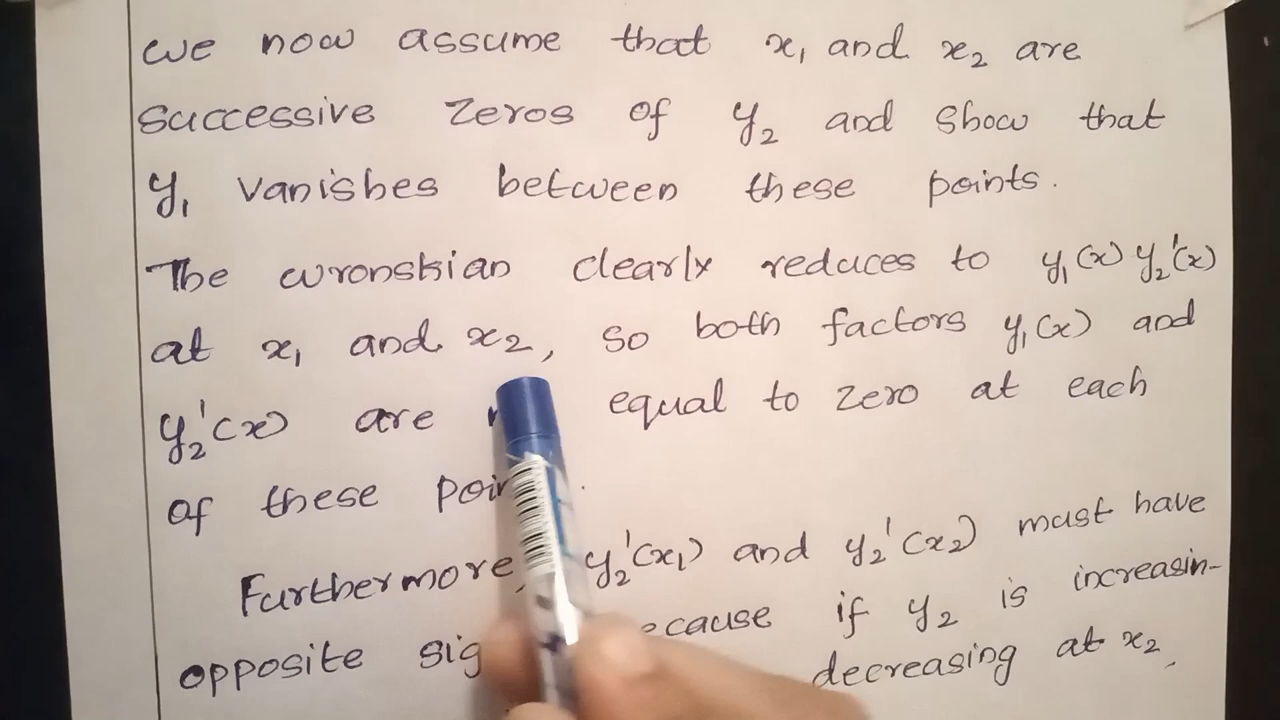 we now assume that x₁ and x₂ are
successive zeros of y₂ and show that
y₁ vanishes between these points.
The wronskian clearly reduces to y₁(x) y₂'(x)
at x₁ and x₂, so both factors y₁(x) and
y₂'(x) are equal to zero at each
of these
Furthermore, y₂'(x₁) and y₂'(x₂) must have
opposite if y₂ is increasin-
decreasing at x₂,